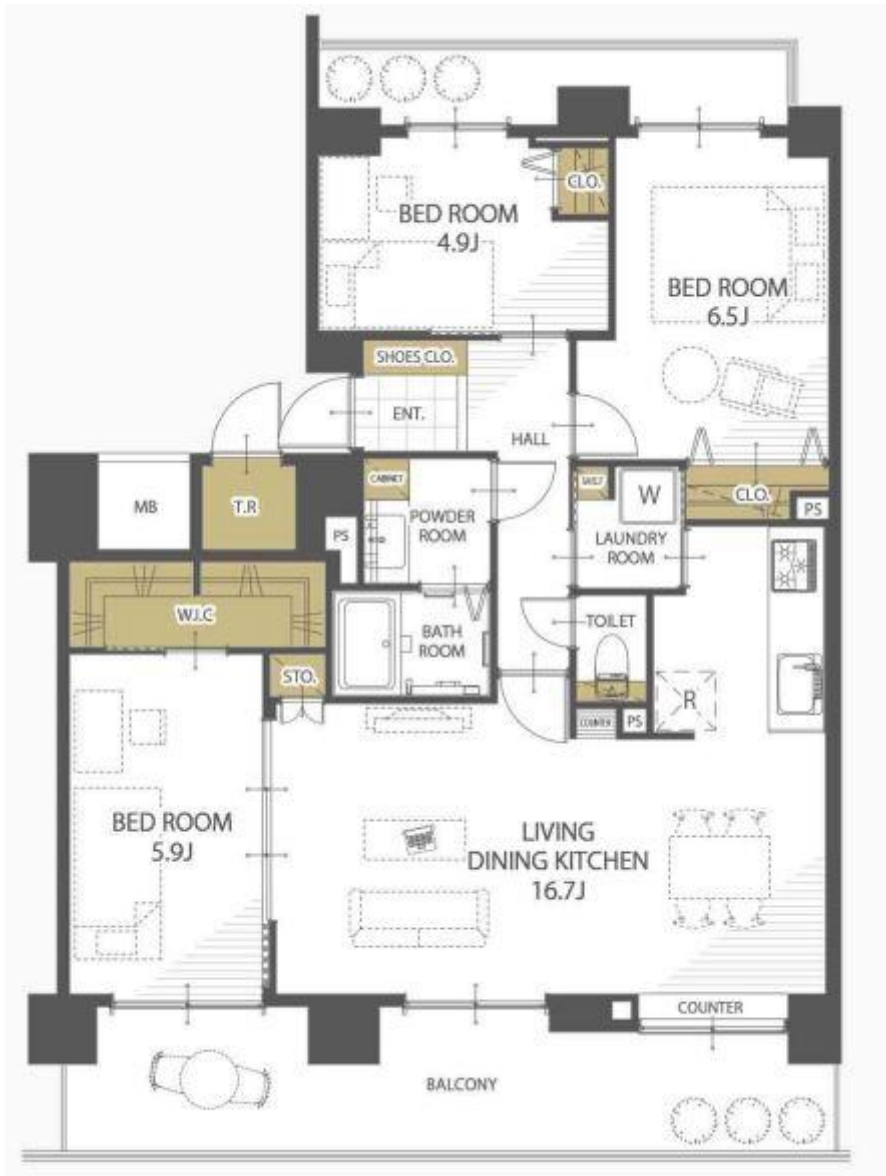 CLO.
BED ROOM
4.9J
BED ROOM
6.5J
SHOES CLO.
ENT.
HALL
MB
T.R
CABINET
PS
POWDER
ROOM
W
LAUNDRY
ROOM
CLO.
PS
W.I.C
BATH
ROOM
TOILET
STO.
R
COUNTER
PS
BED ROOM
5.9J
LIVING
DINING KITCHEN
16.7J
COUNTER
BALCONY